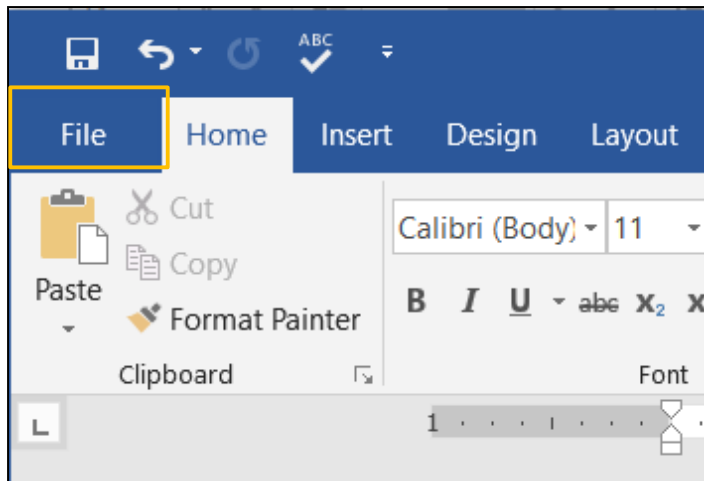 ABC
File Home Insert Design Layout
Cut
Calibri (Body) 11
Copy
Paste
B I U abc X₂ x
Format Painter
Clipboard Font
L
1